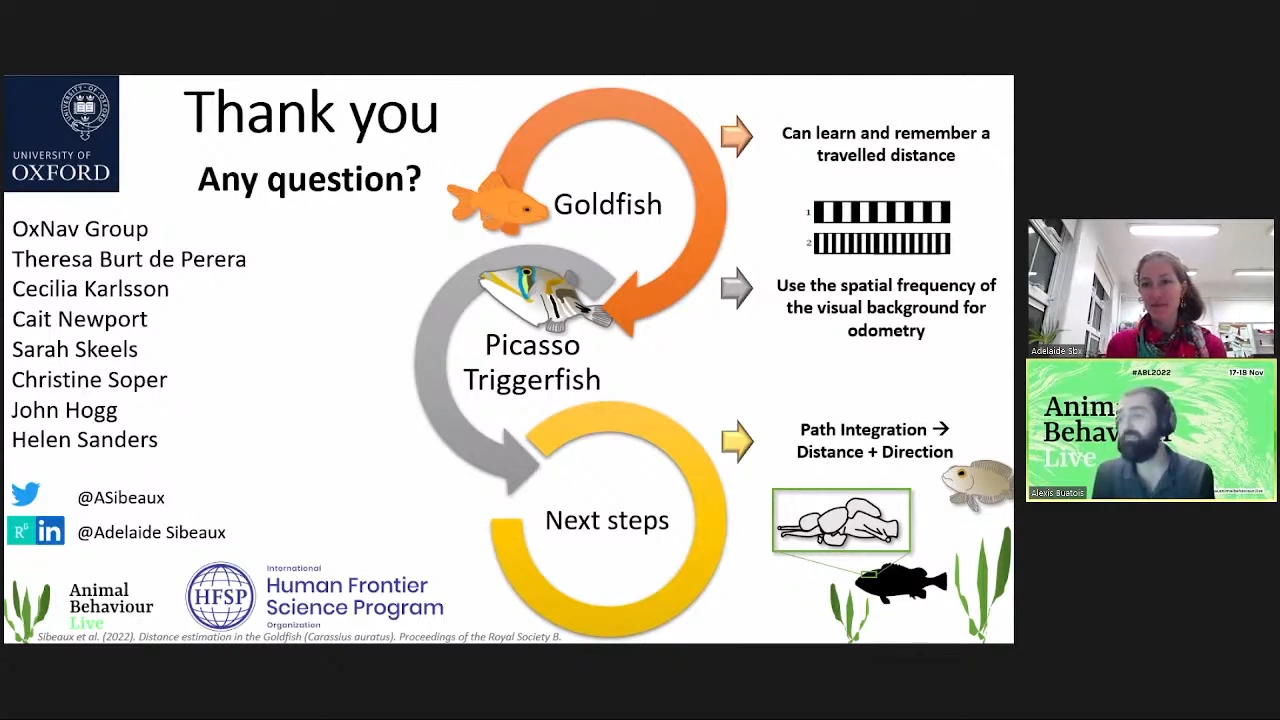 UNIVERSITY OF
OXFORD
Thank you
Any question?
OxNav Group
Theresa Burt de Perera
Cecilia Karlsson
Cait Newport
Sarah Skeels
Christine Soper
John Hogg
Helen Sanders
@ASibeaux
R^G in @Adelaide Sibeaux
Animal
Behaviour
Live
HFSP
International
Human Frontier
Science Program
Organization
Sibeaux et al. (2022). Distance estimation in the Goldfish (Carassius auratus). Proceedings of the Royal Society B.
Goldfish
Picasso
Triggerfish
Next steps
Can learn and remember a
travelled distance
1
2
Use the spatial frequency of
the visual background for
odometry
Path Integration →
Distance + Direction
Adelaide Sbx
#ABL2022
17-18 Nov
Anim
Behav r
Live
Alexis Buatois